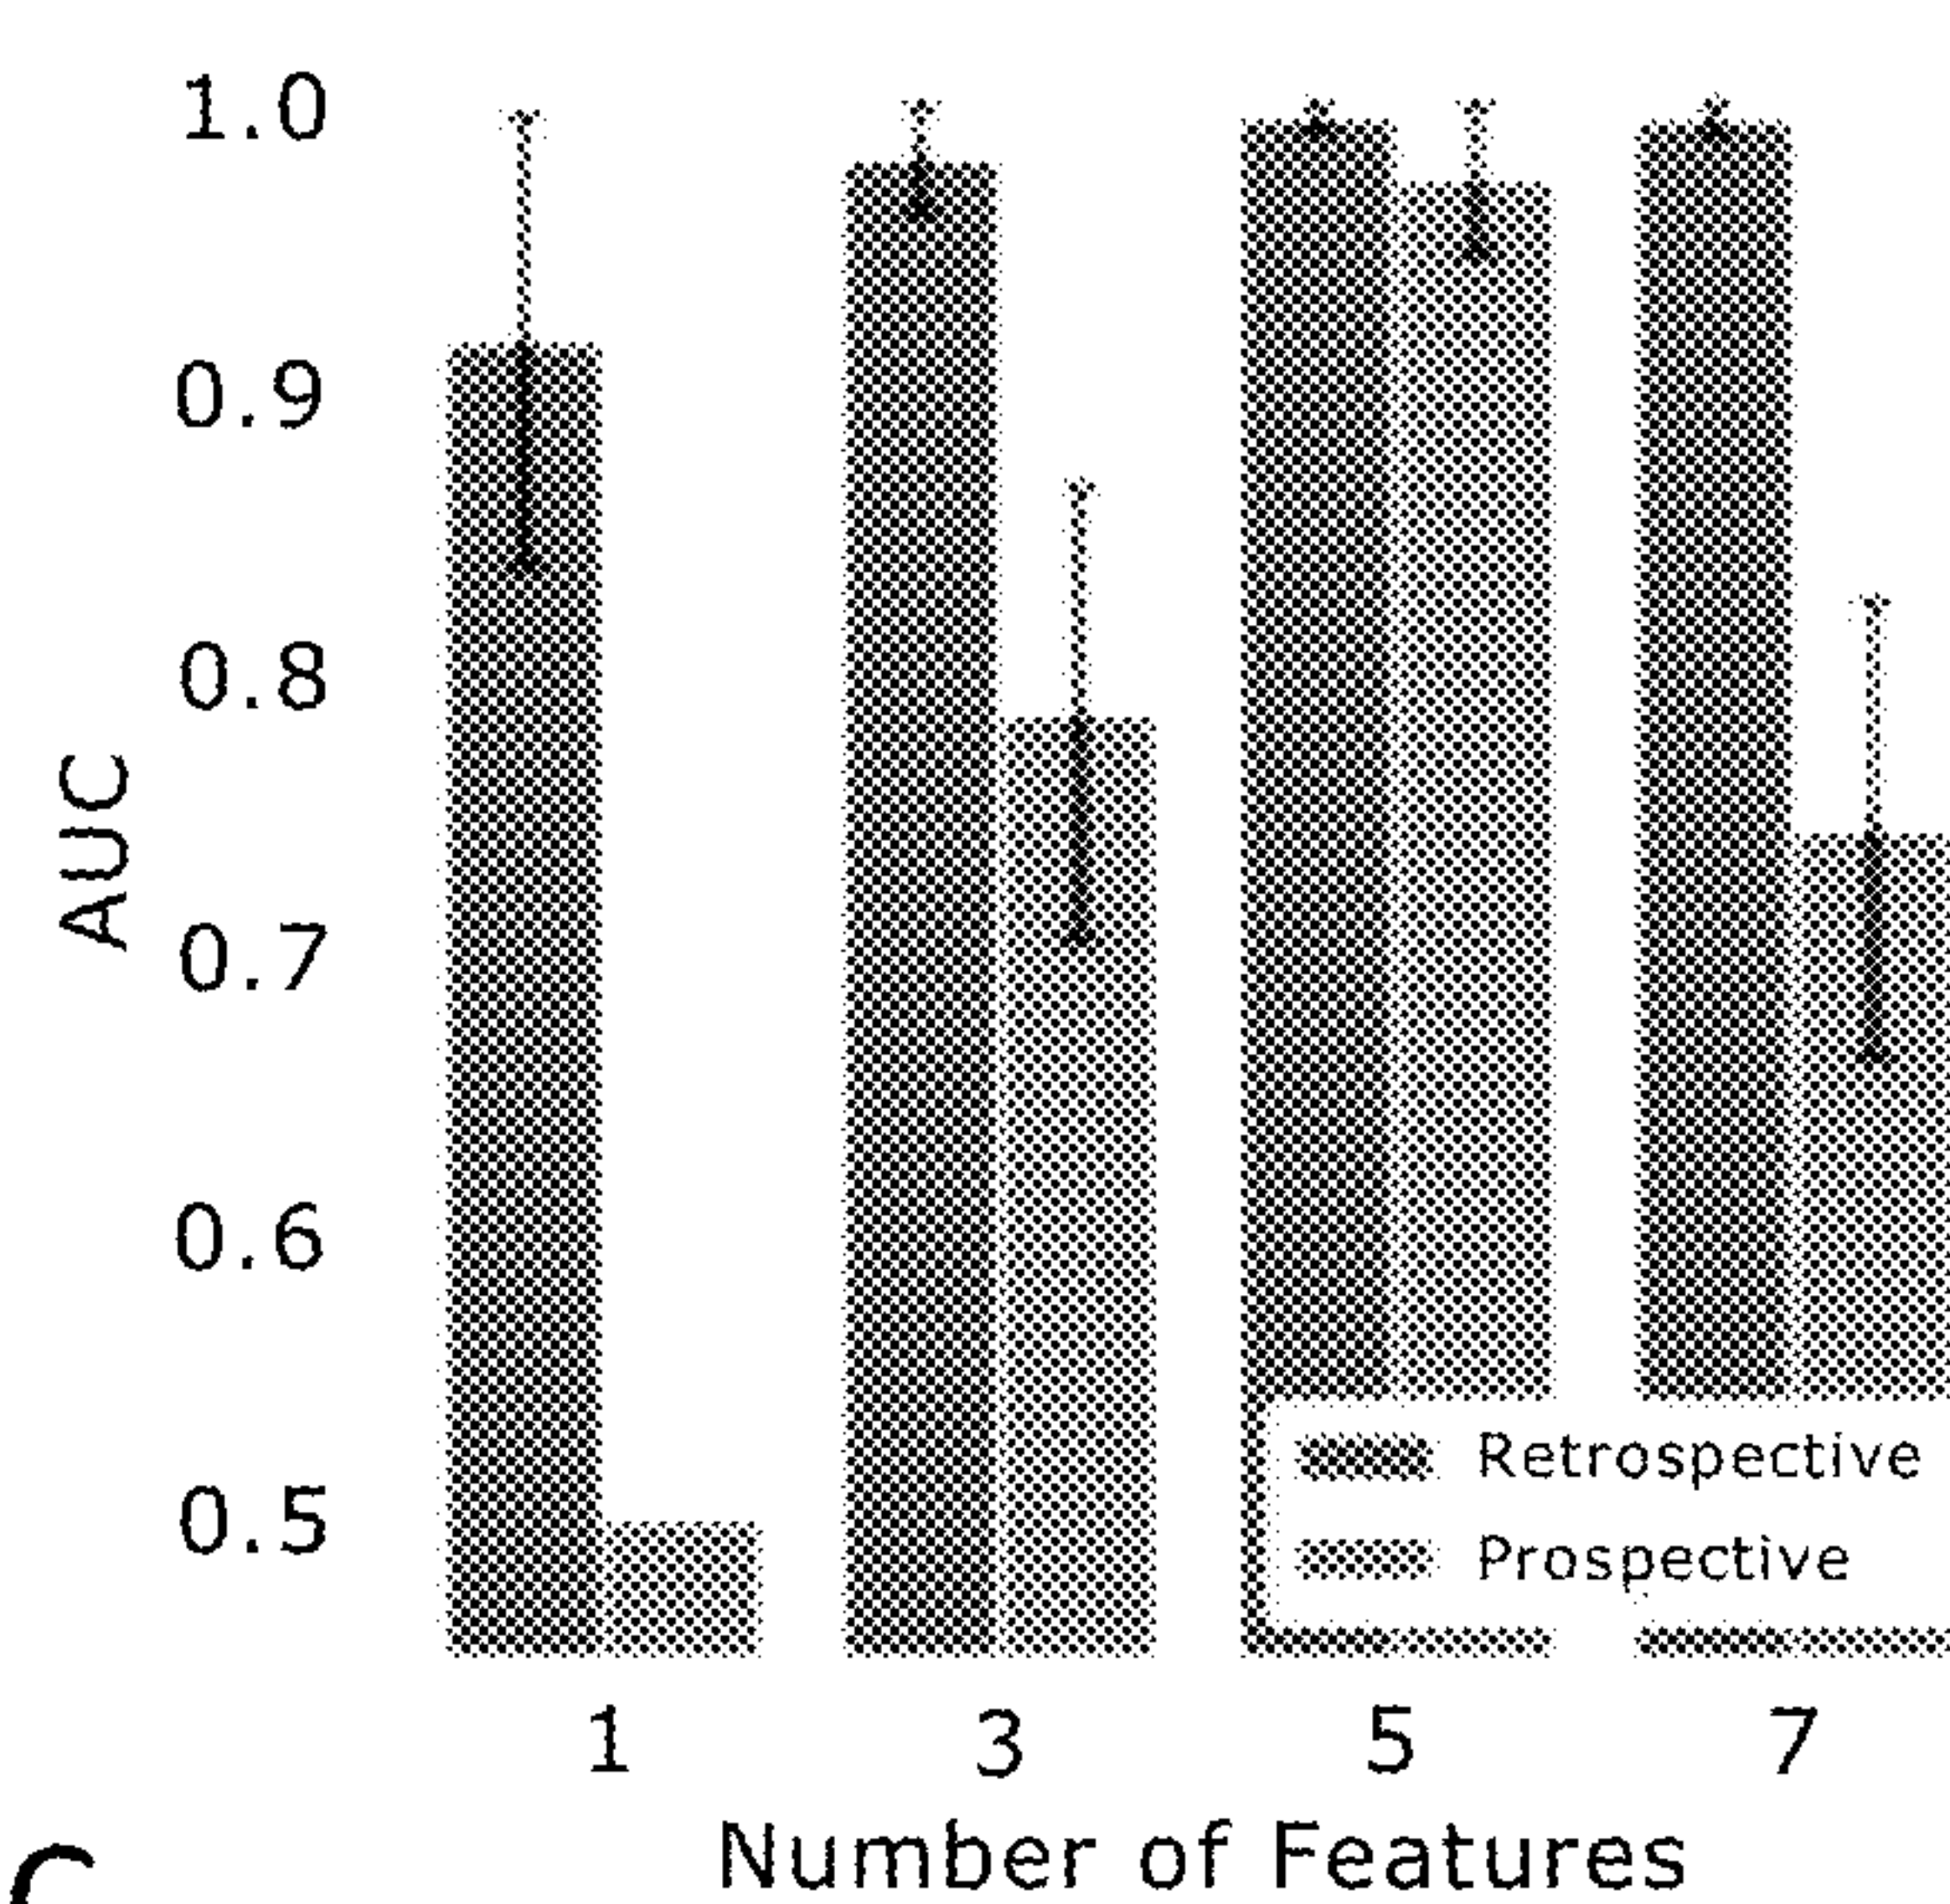 1.0
0.9
0.8
0.7
0.6
0.5
AUC
Retrospective
Prospective
1 3 5 7
Number of Features
C